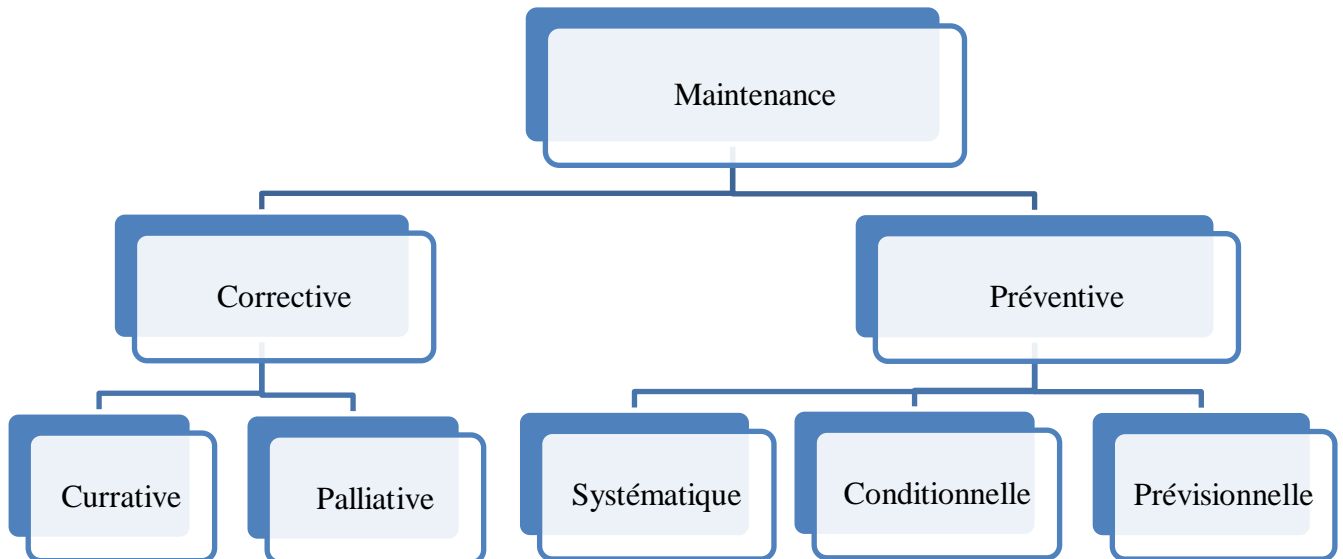 Maintenance
Corrective
Préventive
Currative
Palliative
Systématique
Conditionnelle
Prévisionnelle